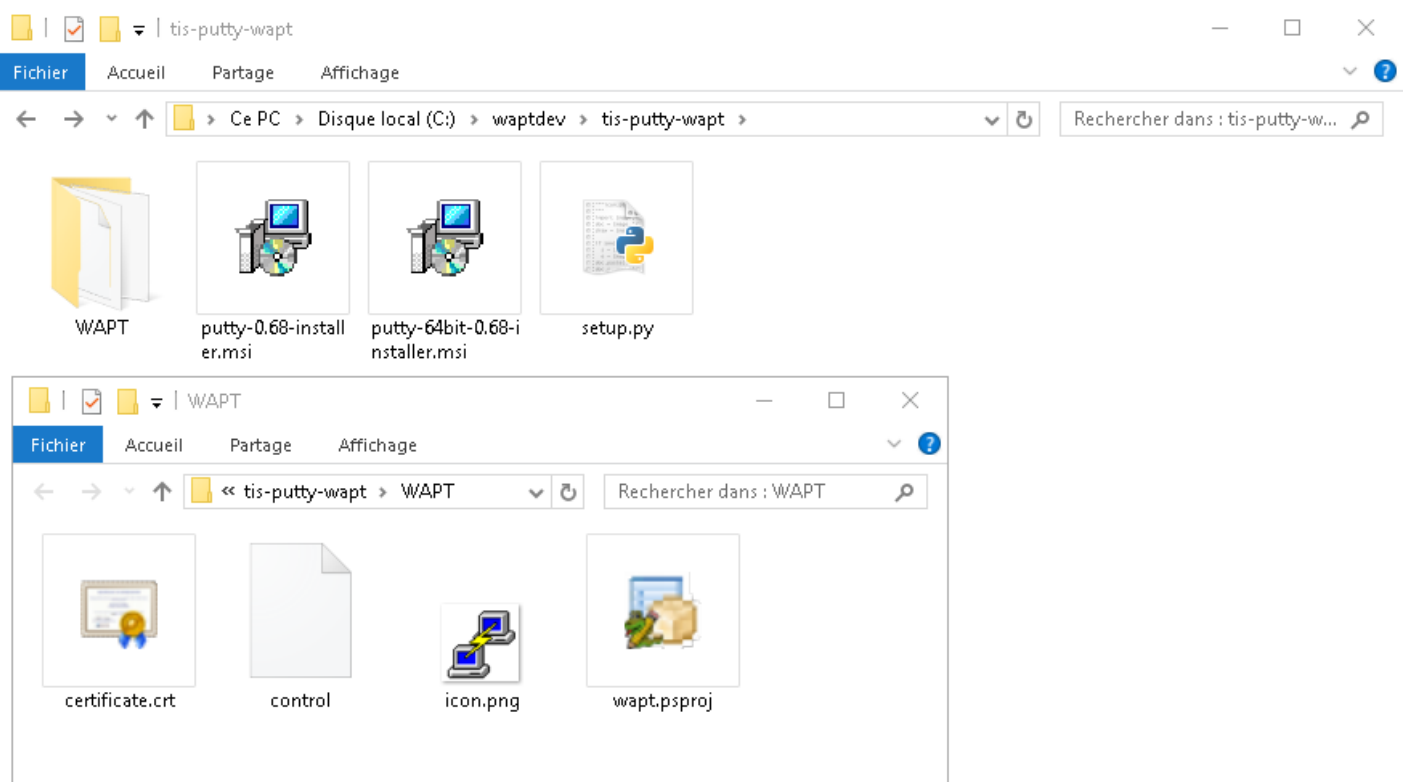 tis-putty-wapt
Fichier Accueil Partage Affichage
Ce PC > Disque local (C:) > waptdev > tis-putty-wapt >
Rechercher dans : tis-putty-w...
WAPT
putty-0.68-install
er.msi
putty-64bit-0.68-i
nstaller.msi
setup.py
WAPT
Fichier Accueil Partage Affichage
« tis-putty-wapt > WAPT
Rechercher dans : WAPT
certificate.crt
control
icon.png
wapt.psproj